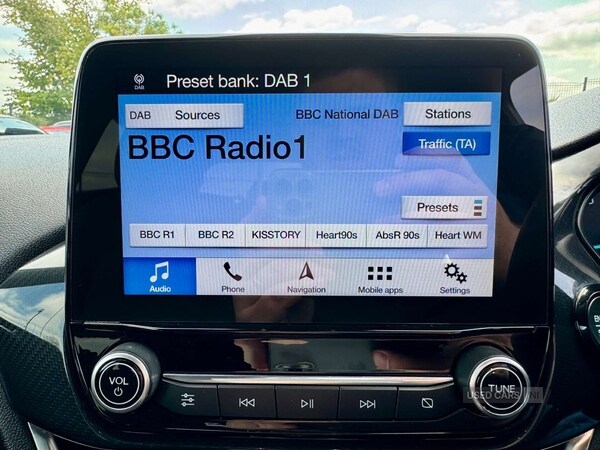 DAB Preset bank: DAB 1
DAB Sources BBC National DAB Stations
BBC Radio1 Traffic (TA)
Presets
BBC R1 BBC R2 KISSTORY Heart90s AbsR 90s Heart WM
Audio Phone Navigation Mobile apps Settings
VOL TUNE
USED CARS NI